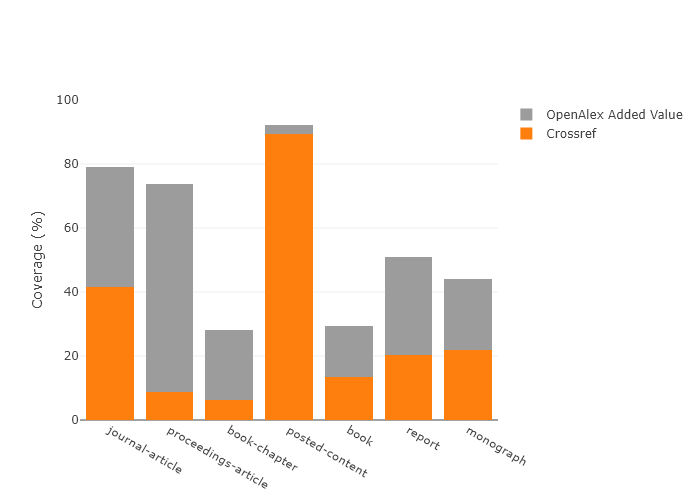 100
80
60
40
20
0
Coverage (%)
journal-article
proceedings-article
book-chapter
posted-content
book
report
monograph
OpenAlex Added Value
Crossref